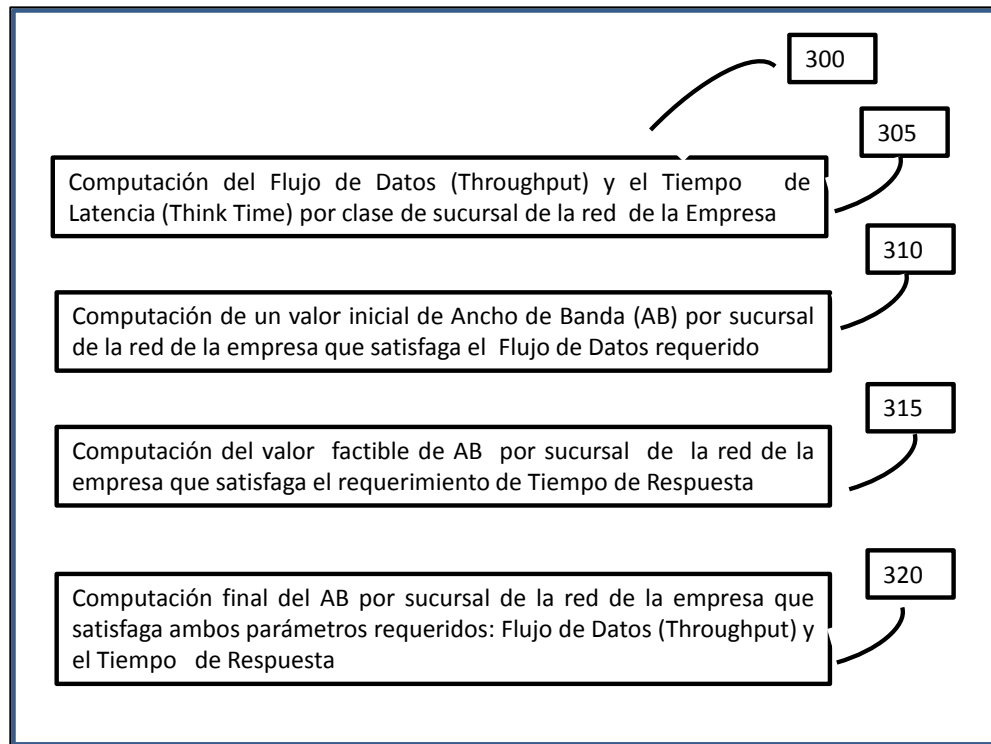 300
305
Computación del Flujo de Datos (Throughput) y el Tiempo de
Latencia (Think Time) por clase de sucursal de la red de la Empresa
310
Computación de un valor inicial de Ancho de Banda (AB) por sucursal
de la red de la empresa que satisfaga el Flujo de Datos requerido
315
Computación del valor factible de AB por sucursal de la red de la
empresa que satisfaga el requerimiento de Tiempo de Respuesta
320
Computación final del AB por sucursal de la red de la empresa que
satisfaga ambos parámetros requeridos: Flujo de Datos (Throughput) y
el Tiempo de Respuesta